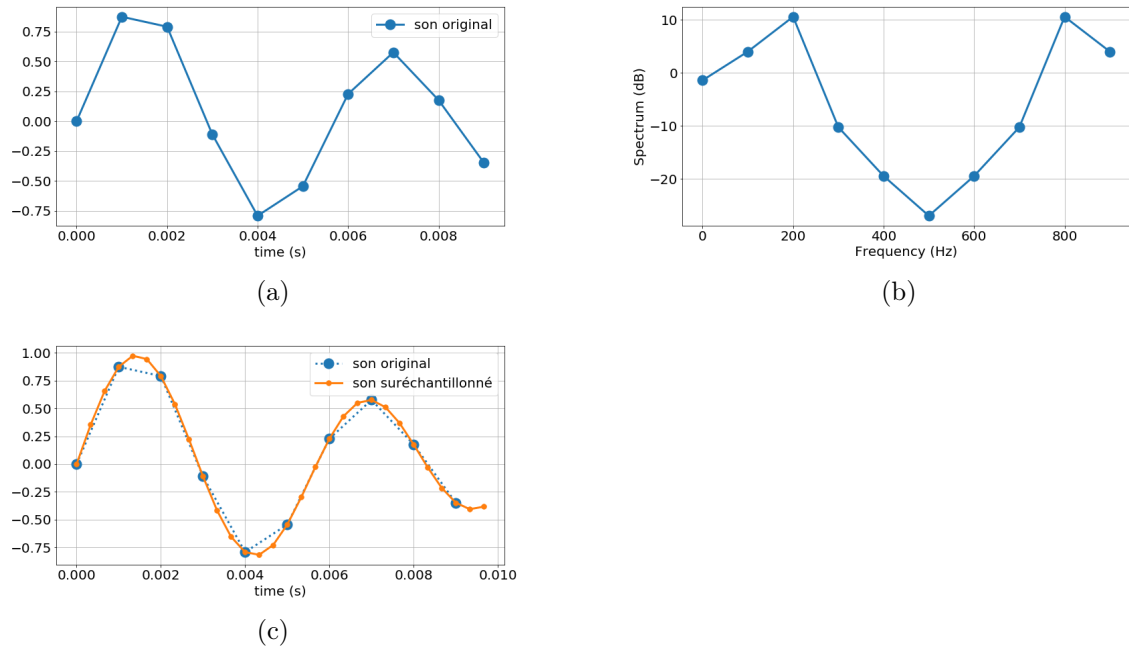 0.75
0.50
0.25
0.00
−0.25
−0.50
−0.75
son original
0.000 0.002 0.004 0.006 0.008
time (s)
(a)
10
0
−10
−20
Spectrum (dB)
0 200 400 600 800
Frequency (Hz)
(b)
1.00
0.75
0.50
0.25
0.00
−0.25
−0.50
−0.75
son original
son suréchantillonné
0.000 0.002 0.004 0.006 0.008 0.010
time (s)
(c)